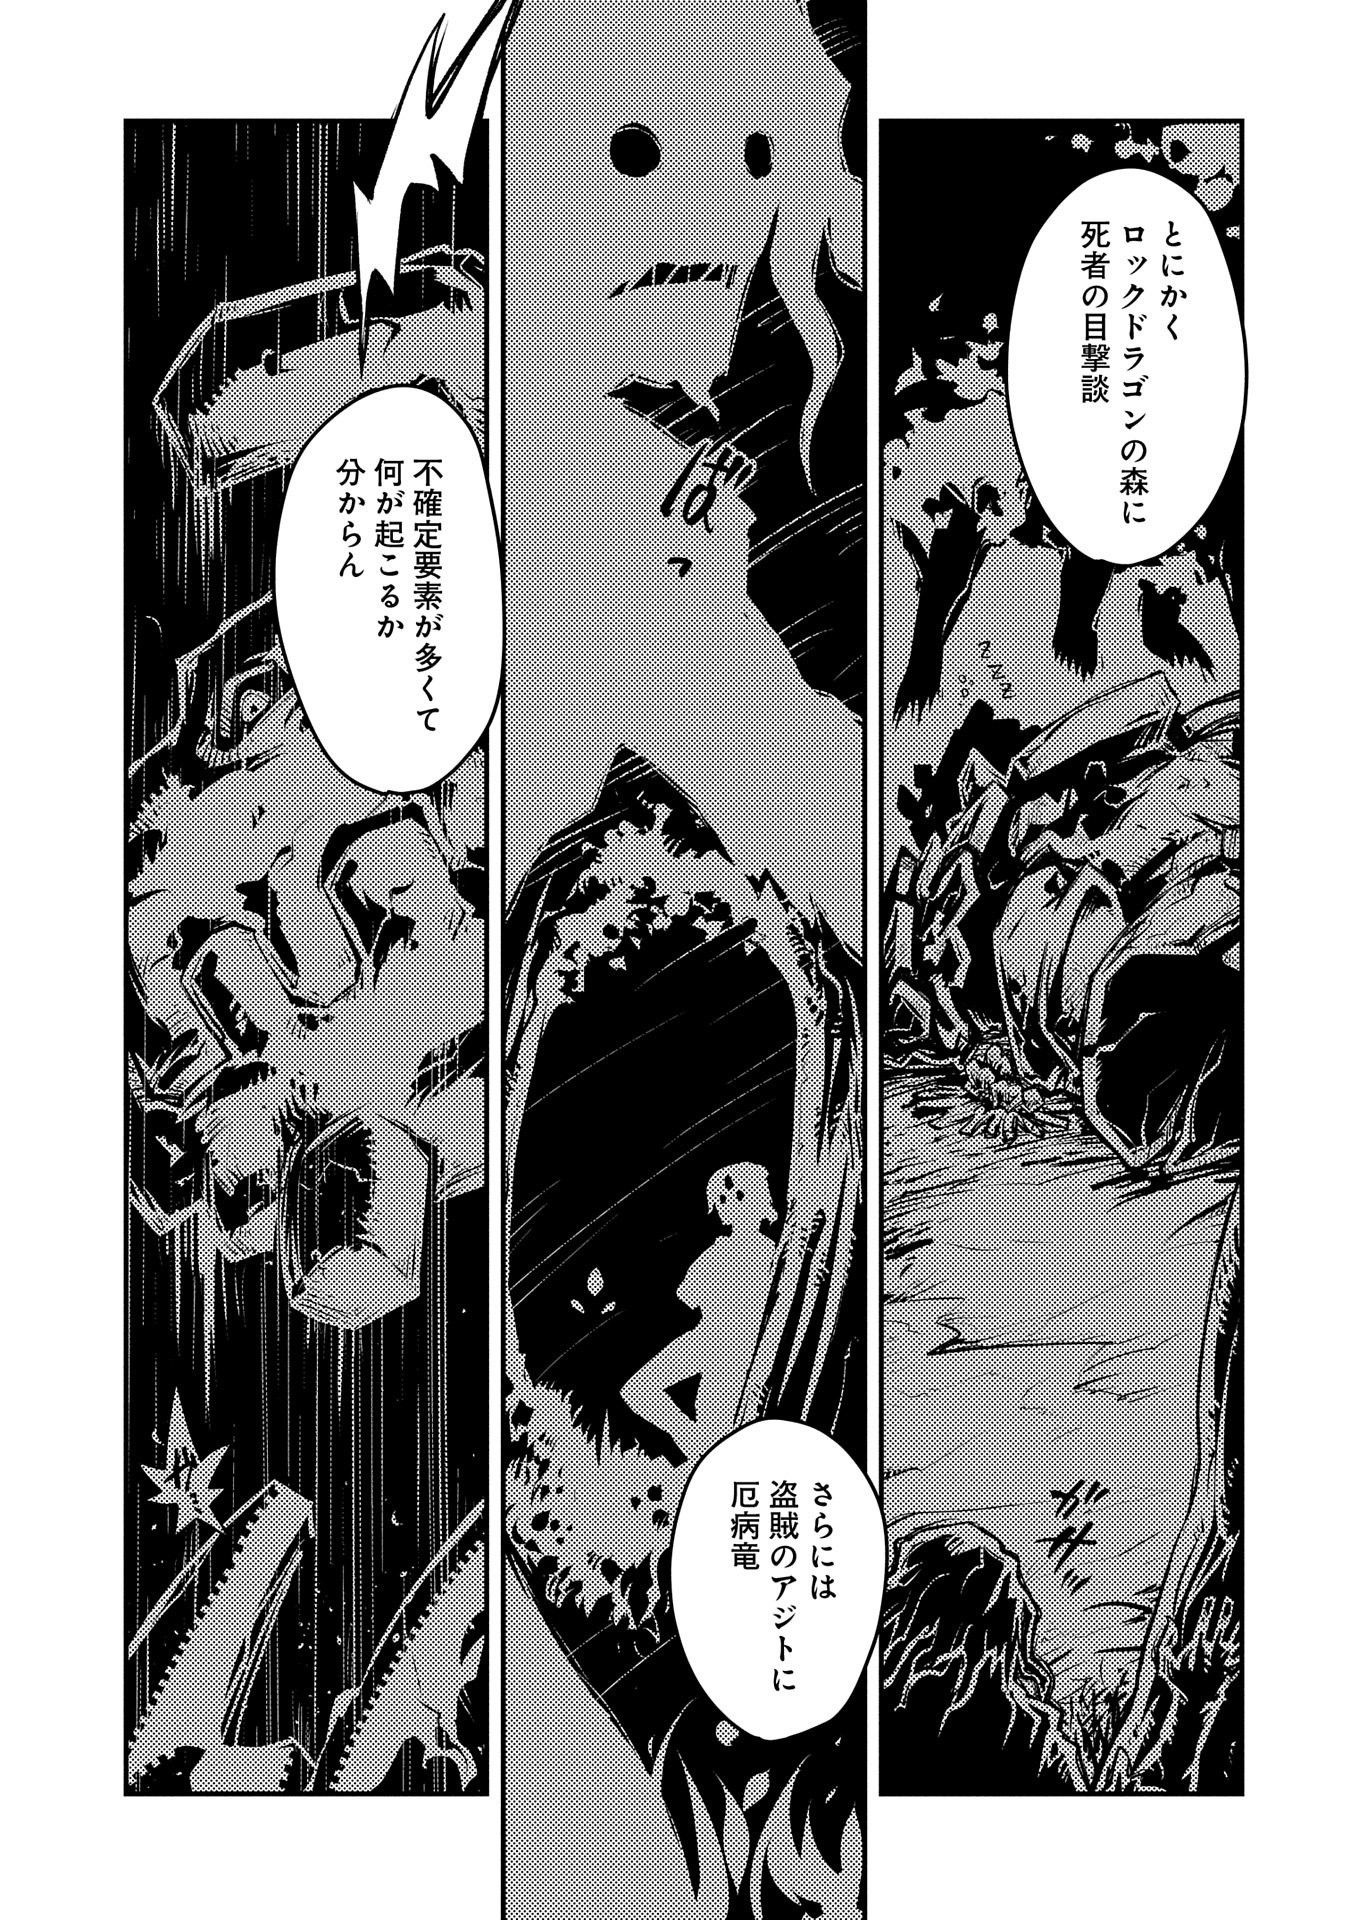 とにかく
ロックドラゴンの森に
死者の目撃談
ZZZZ
さらには
盗賊のアジトに
厄病竜
不確定要素が多くて
何が起こるか
分からん